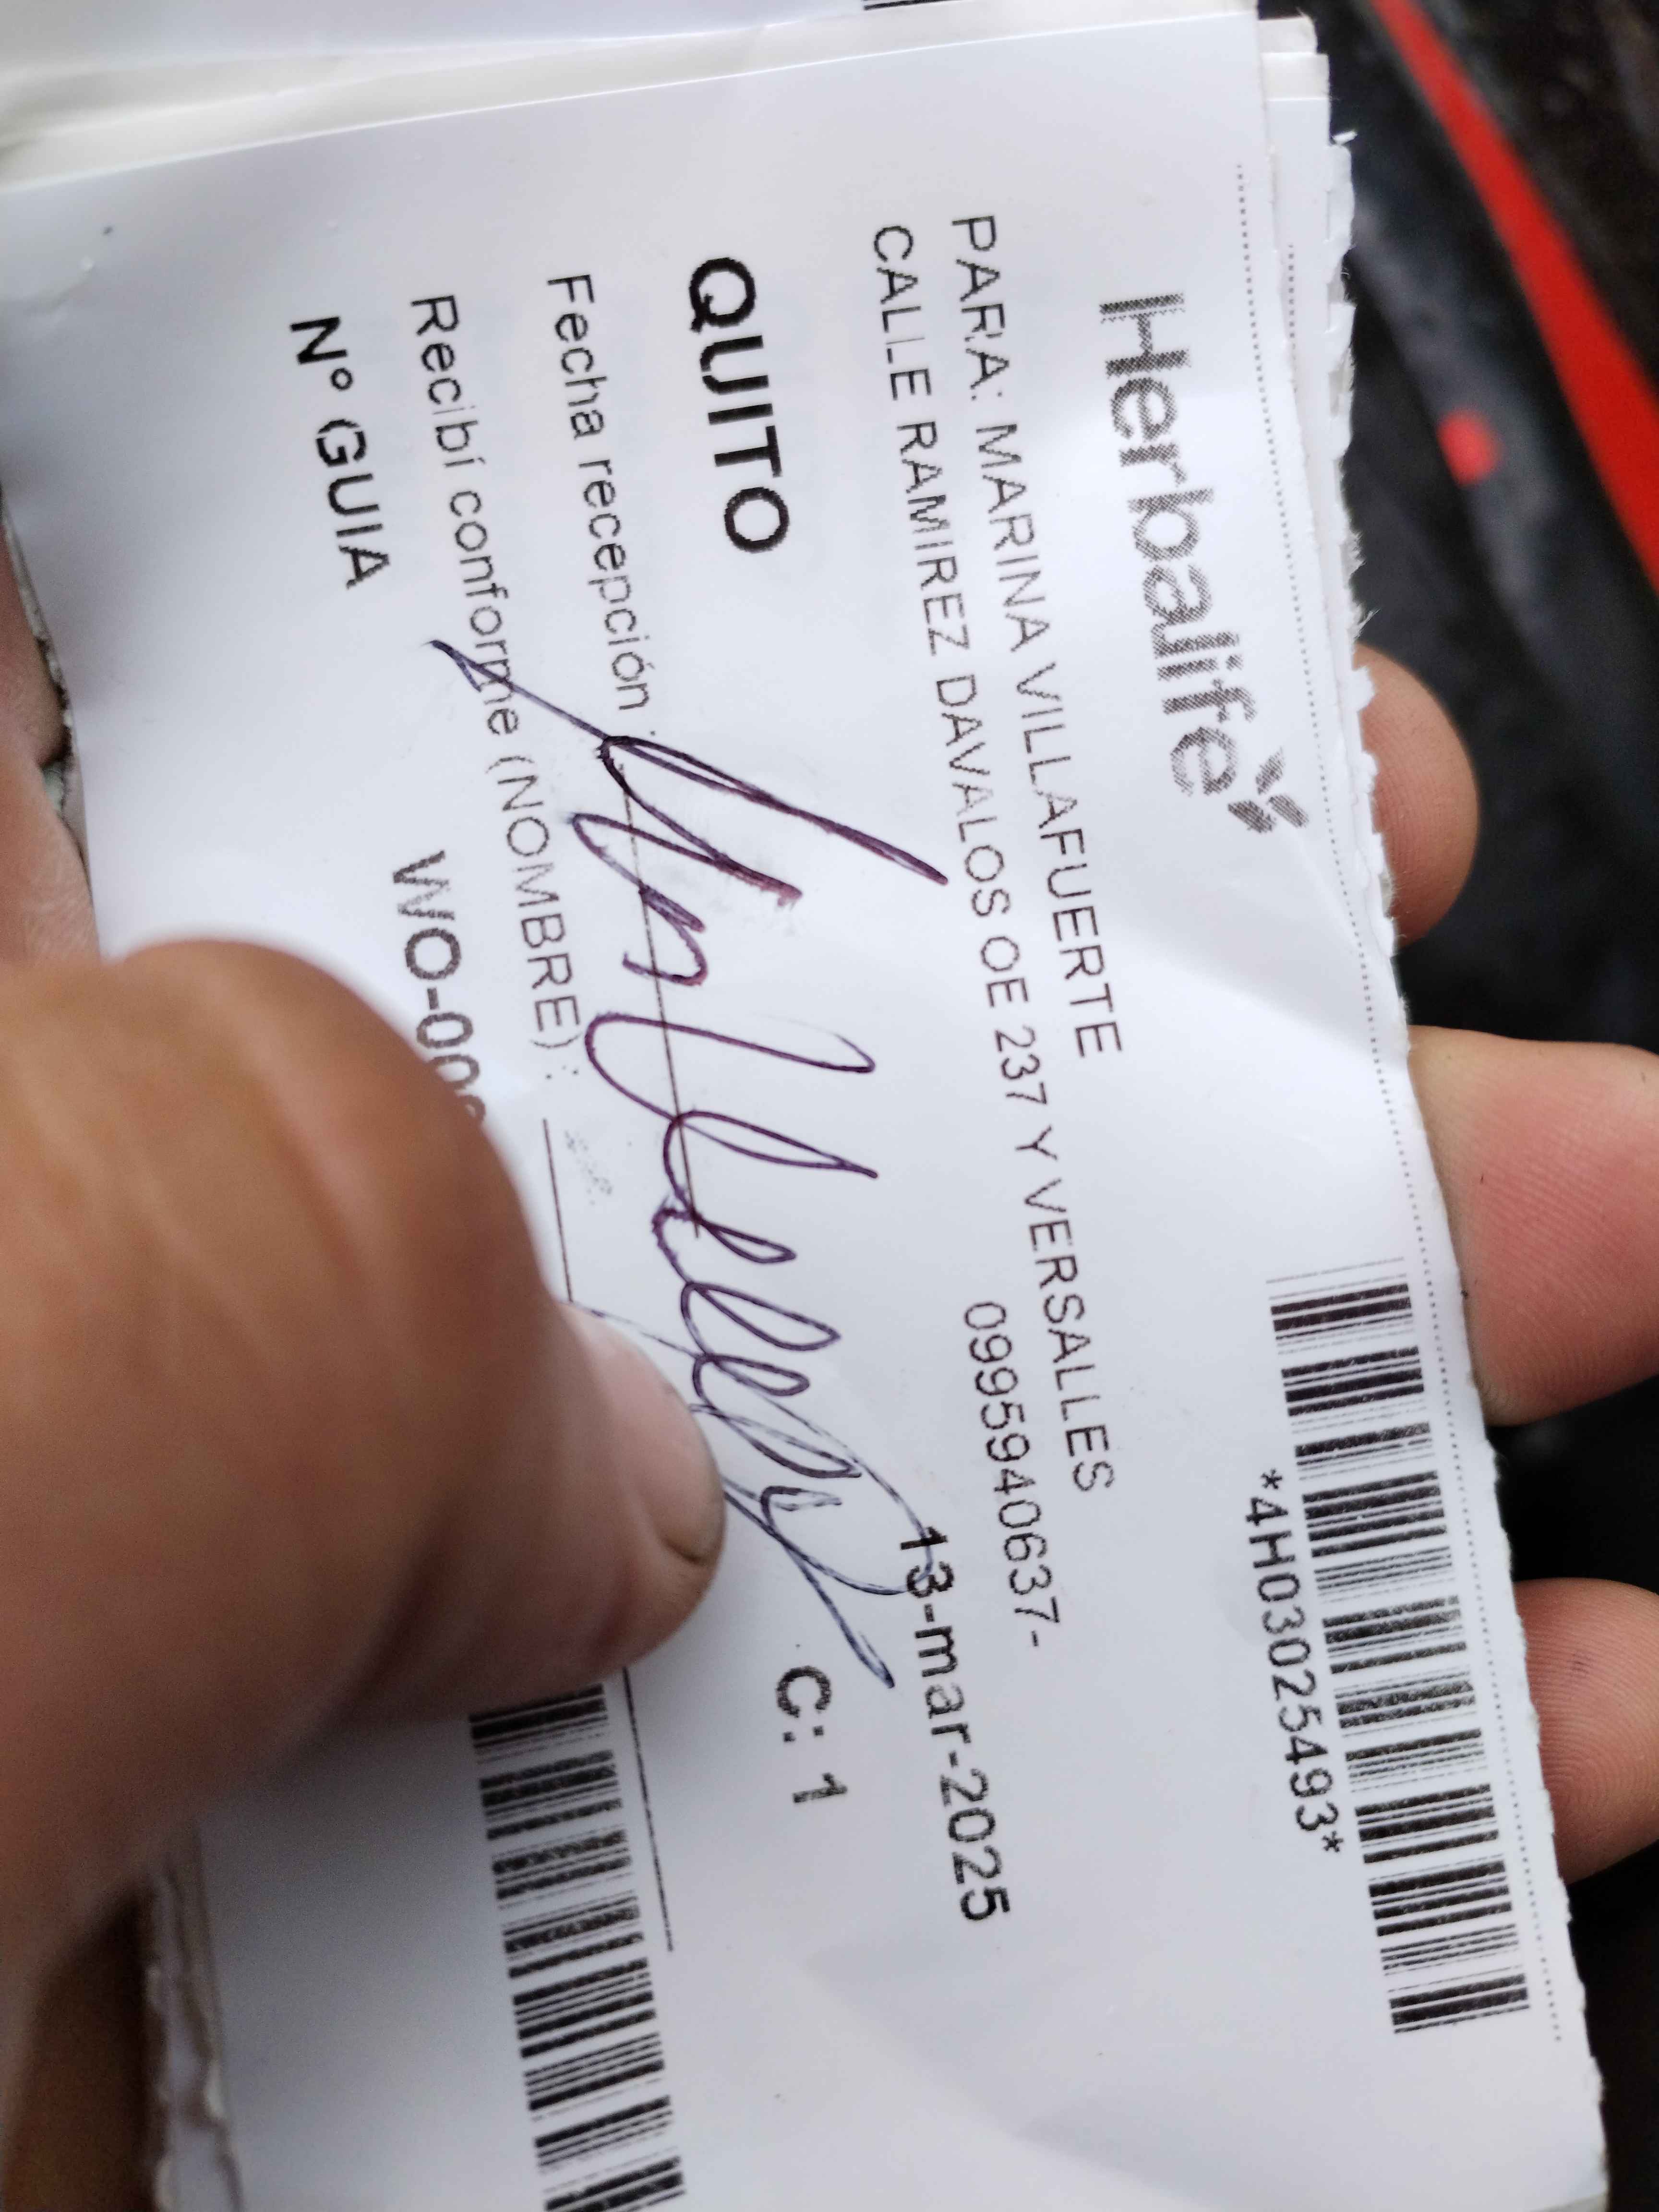 Herbalife
*4H03025493*
PARA: MARINA VILLAFUERTE
CALLE RAMIREZ DAVALOS OE 237 Y VERSALLES
0995940637-
QUITO
13-mar-2025
Fecha recepción :
C: 1
Recibí conforme (NOMBRE) :
N° GUIA